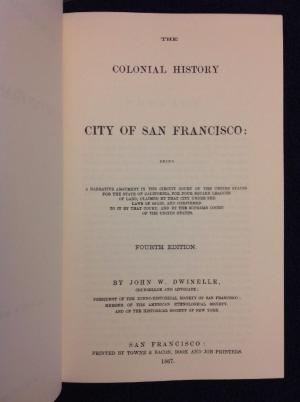 THE
COLONIAL HISTORY
CITY OF SAN FRANCISCO:
BEING
A NARRATIVE ARGUMENT IN THE CIRCUIT COURT OF THE UNITED STATES
FOR THE STATE OF CALIFORNIA, FOR FOUR SQUARE LEAGUES
OF LAND, CLAIMED BY THAT CITY UNDER THE
LAWS OF SPAIN, AND CONFIRMED
TO IT BY THAT COURT, AND BY THE SUPREME COURT
OF THE UNITED STATES.
FOURTH EDITION.
BY JOHN W. DWINELLE,
COUNSELLOR AND ADVOCATE;
PRESIDENT OF THE ETHNO-HISTORICAL SOCIETY OF SAN FRANCISCO;
MEMBER OF THE AMERICAN ETHNOLOGICAL SOCIETY,
AND OF THE HISTORICAL SOCIETY OF NEW YORK.
SAN FRANCISCO:
PRINTED BY TOWNE & BACON, BOOK AND JOB PRINTERS.
1867.